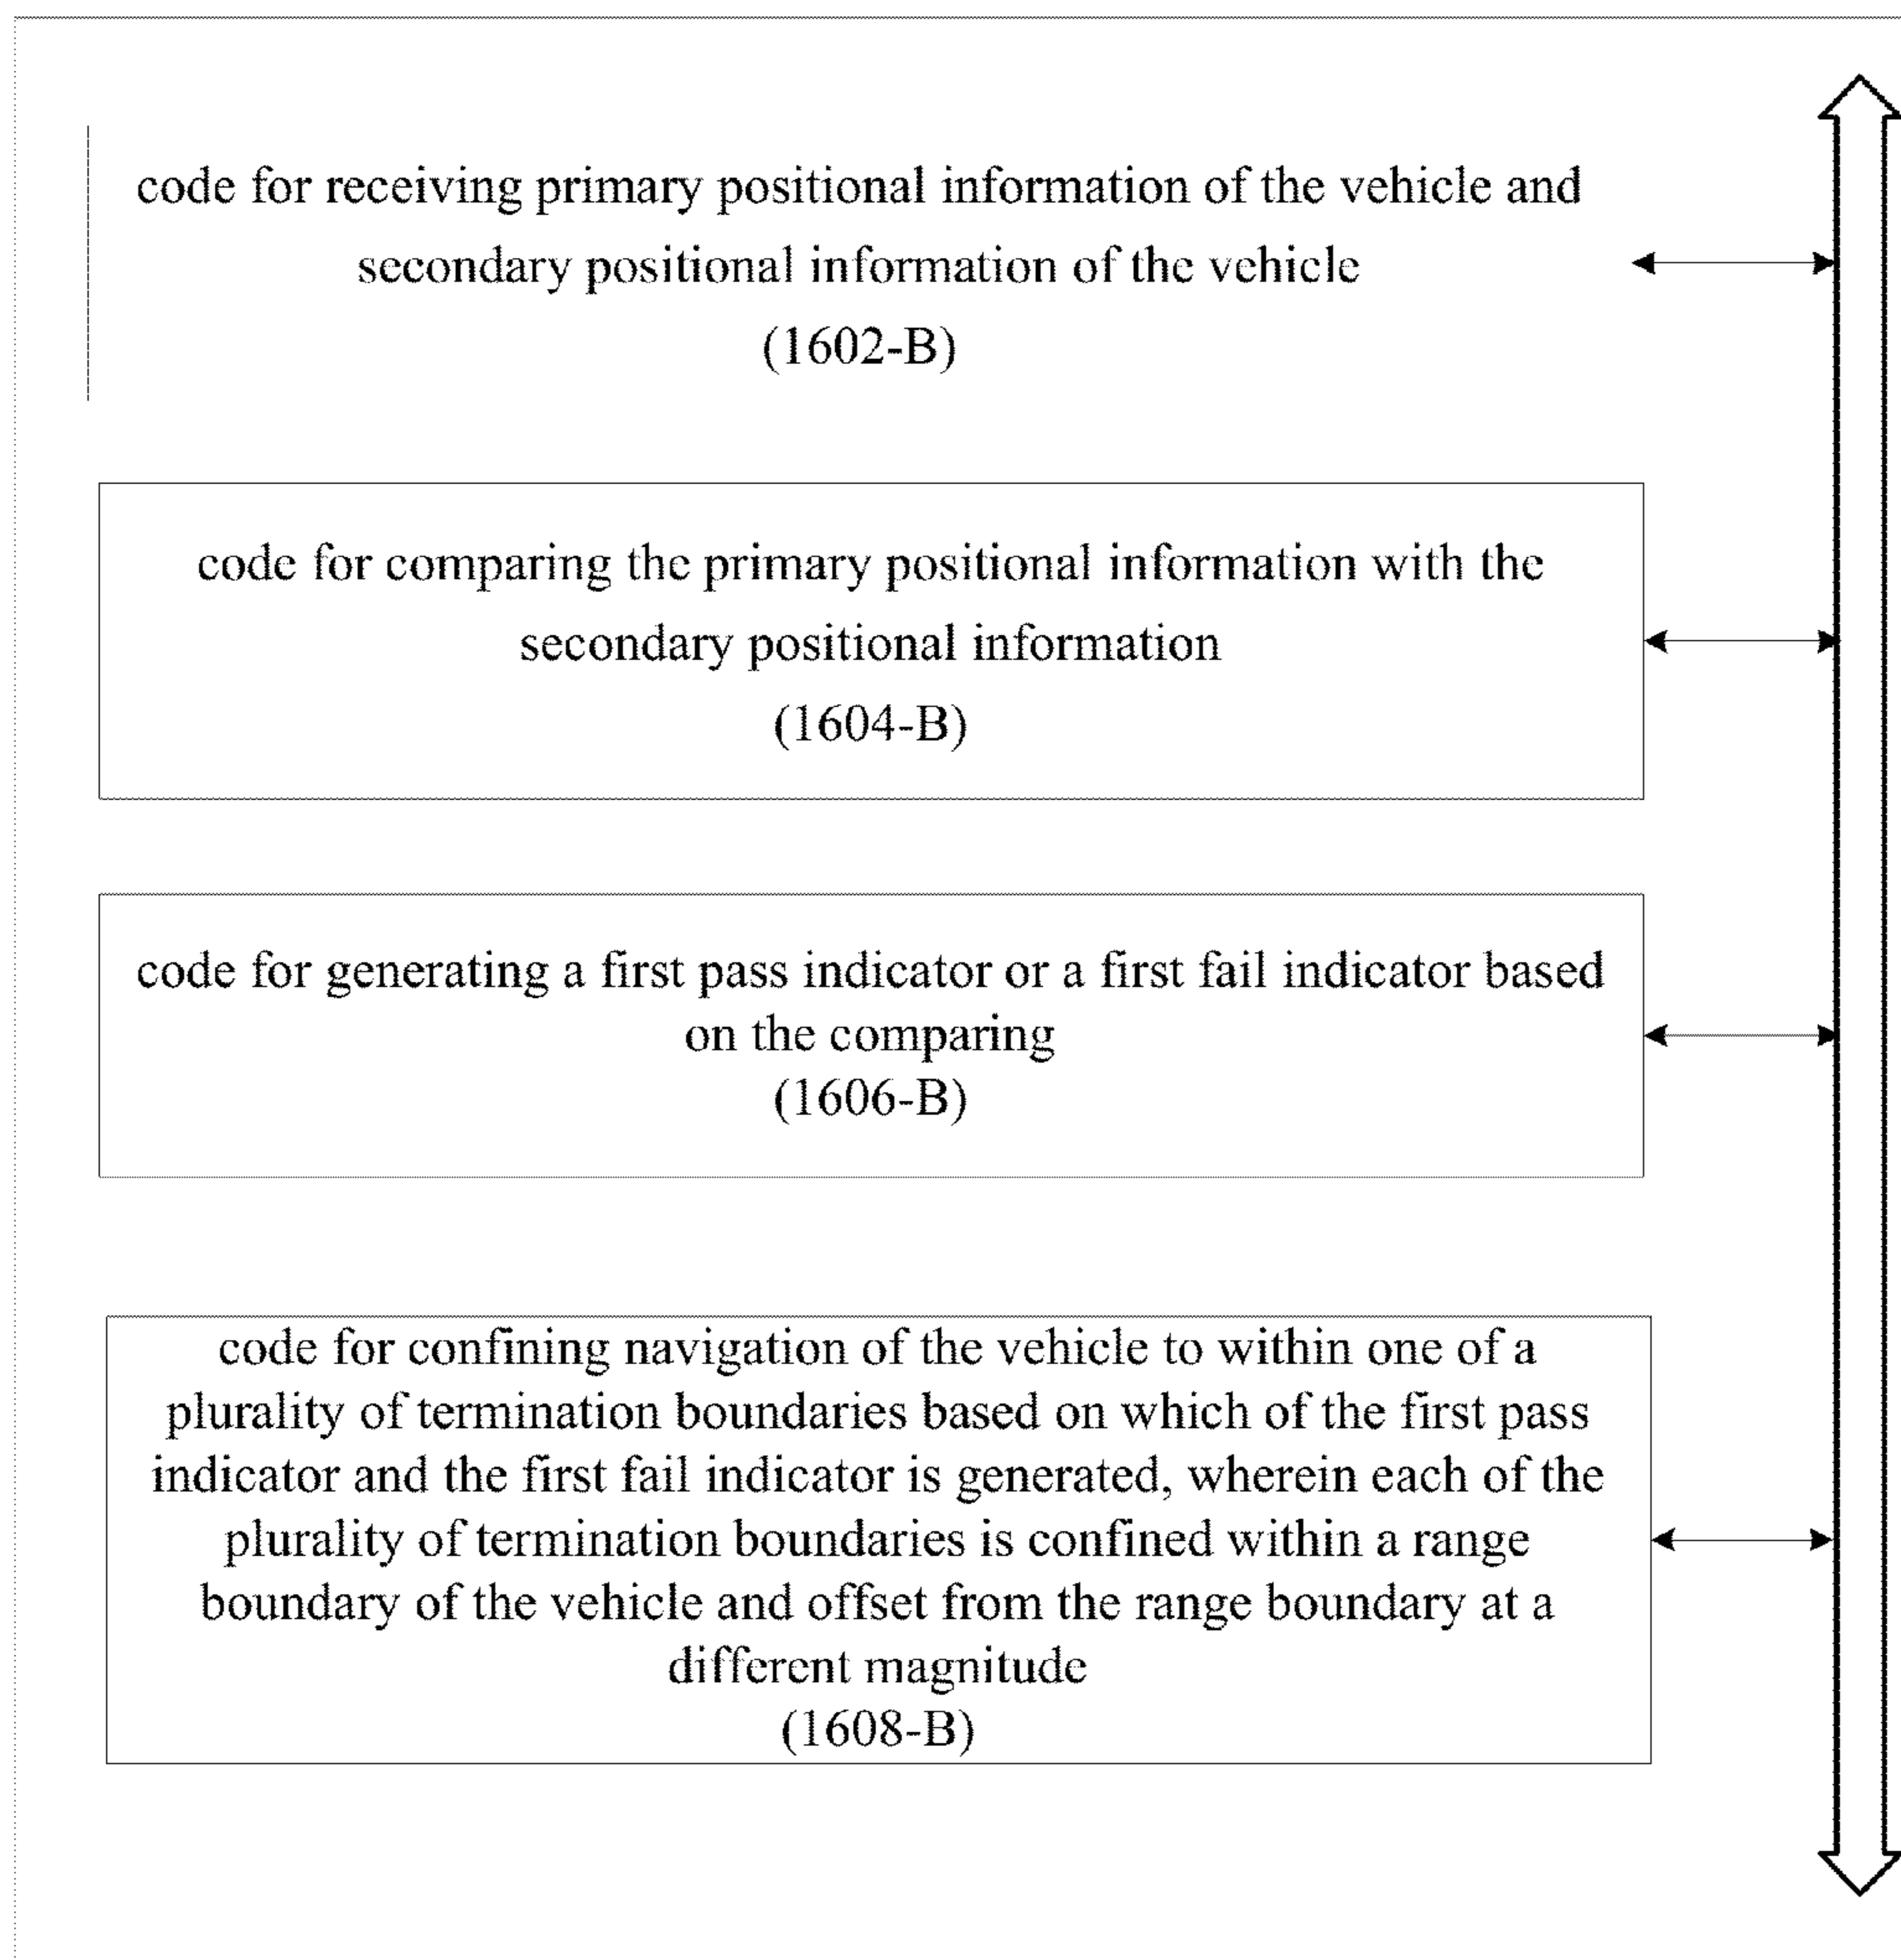 code for receiving primary positional information of the vehicle and
secondary positional information of the vehicle
(1602-B)
code for comparing the primary positional information with the
secondary positional information
(1604-B)
code for generating a first pass indicator or a first fail indicator based
on the comparing
(1606-B)
code for confining navigation of the vehicle to within one of a
plurality of termination boundaries based on which of the first pass
indicator and the first fail indicator is generated, wherein each of the
plurality of termination boundaries is confined within a range
boundary of the vehicle and offset from the range boundary at a
different magnitude
(1608-B)